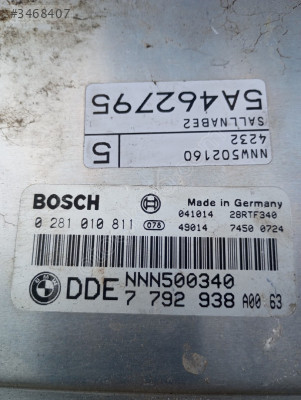 #3468407
5A462795
SALLNABE2
4232
NNW502160
5
BOSCH
Made in Germany
0 281 010 811 078
041014 28RTF340
49014 7450 0724
BMW
DDE NNN500340
7 792 938 A00 63